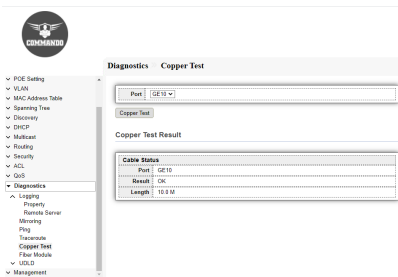 COMMANDO
Diagnostics Copper Test
POE Setting
VLAN
MAC Address Table
Spanning Tree
Discovery
DHCP
Multicast
Routing
Security
ACL
QoS
Diagnostics
Logging
Property
Remote Server
Mirroring
Ping
Traceroute
Copper Test
Fiber Module
UDLD
Management
Port GE10
Copper Test
Copper Test Result
Cable Status
Port GE10
Result OK
Length 10.0 M